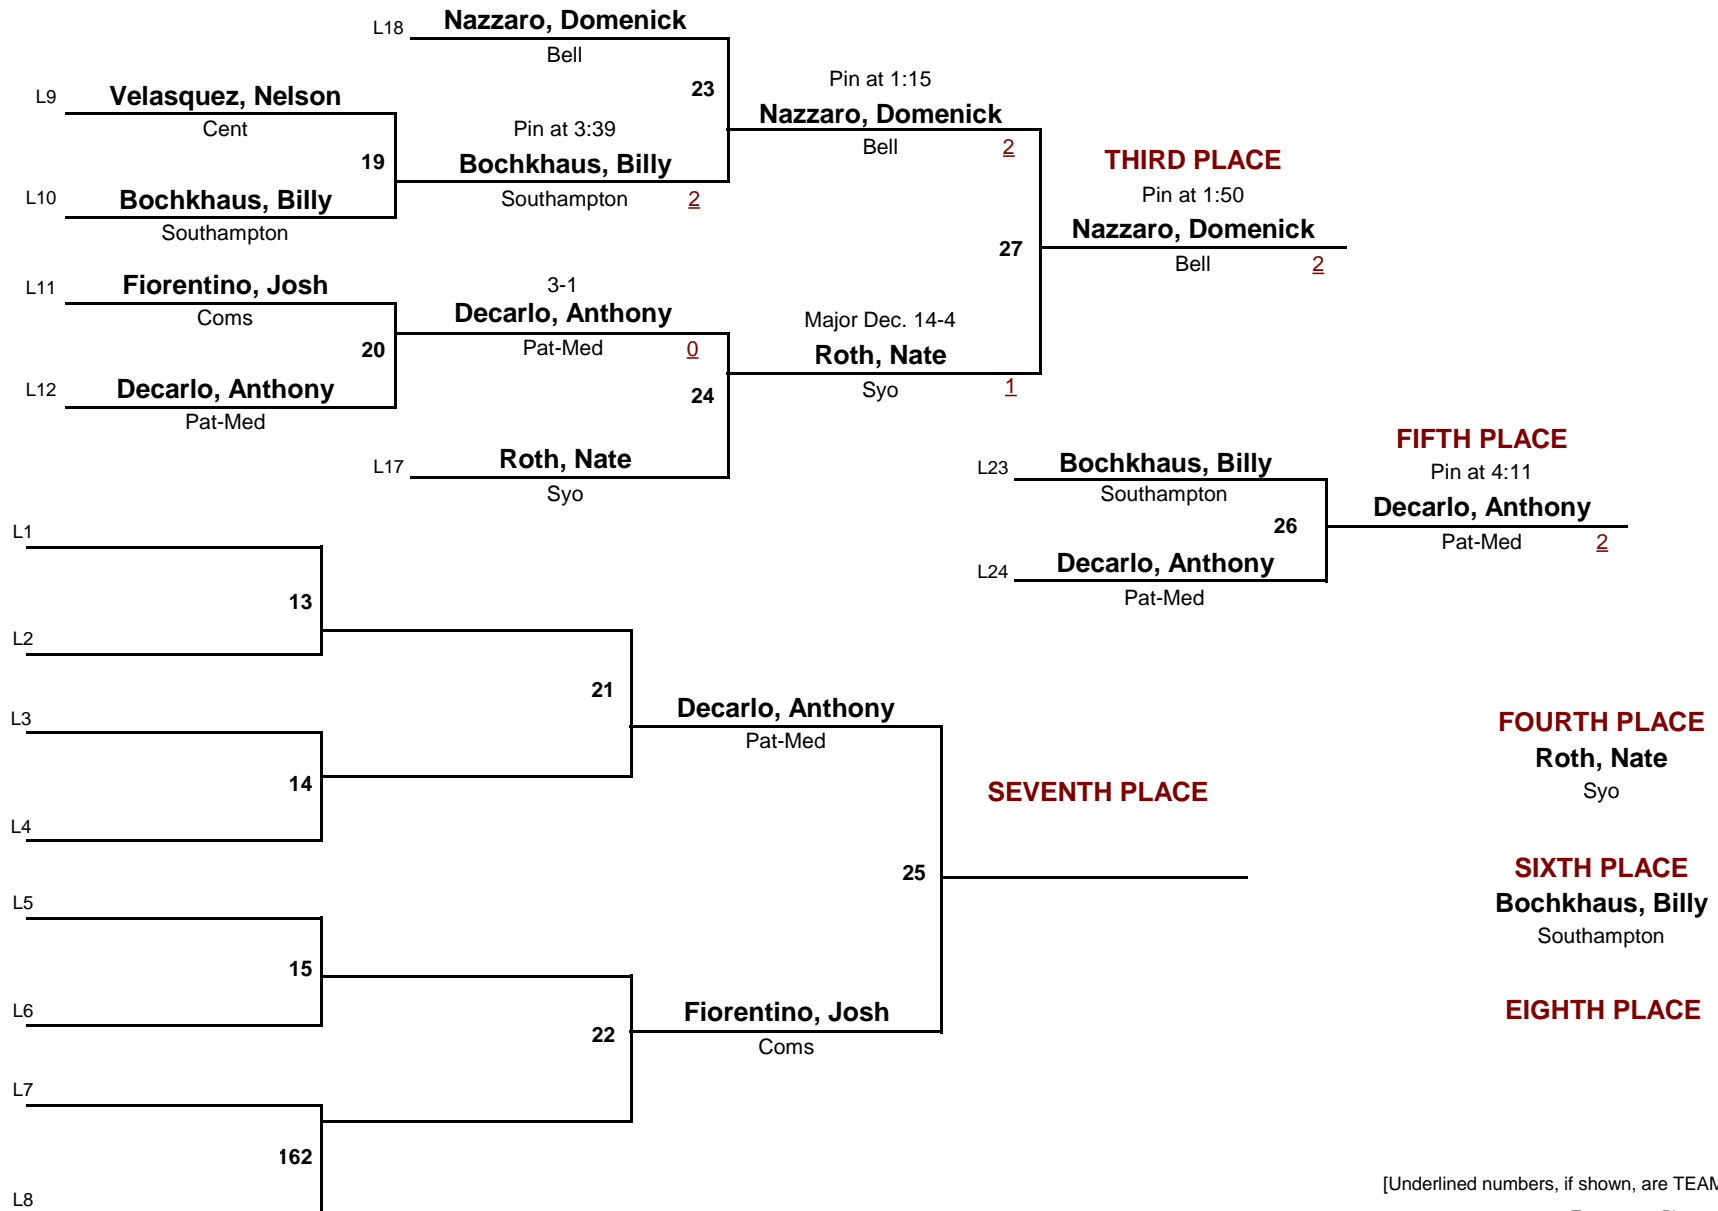 L18 Nazzaro, Domenick
Bell
L9 Velasquez, Nelson
Cent
23
Pin at 1:15
Nazzaro, Domenick
Bell 2
Pin at 3:39
19
Bochkhaus, Billy
Southampton 2
L10 Bochkhaus, Billy
Southampton
THIRD PLACE
Pin at 1:50
Nazzaro, Domenick
Bell 2
27
L11 Fiorentino, Josh
Coms
3-1
Decarlo, Anthony
Pat-Med 0
20
L12 Decarlo, Anthony
Pat-Med
Major Dec. 14-4
Roth, Nate
Syo 1
24
L17 Roth, Nate
Syo
FIFTH PLACE
L23 Bochkhaus, Billy
Southampton
Pin at 4:11
Decarlo, Anthony
Pat-Med 2
26
L24 Decarlo, Anthony
Pat-Med
L1
13
L2
21
L3
Decarlo, Anthony
Pat-Med
14
L4
SEVENTH PLACE
FOURTH PLACE
Roth, Nate
Syo
25
SIXTH PLACE
Bochkhaus, Billy
Southampton
L5
15
L6
22
Fiorentino, Josh
Coms
EIGHTH PLACE
L7
162
L8
[Underlined numbers, if shown, are TEAM